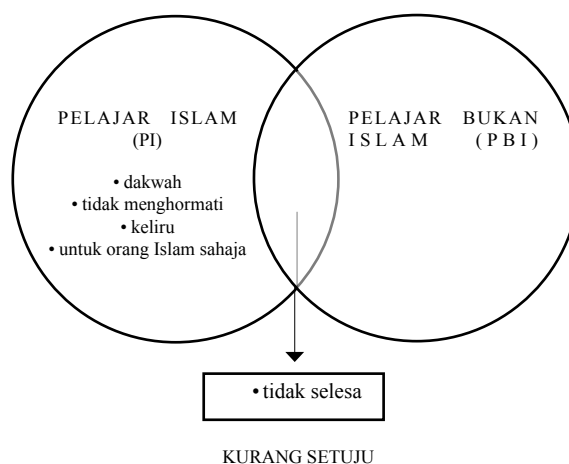 PELAJAR ISLAM
(PI)
• dakwah
• tidak menghormati
• keliru
• untuk orang Islam sahaja
PELAJAR BUKAN
ISLAM (PBI)
• tidak selesa
KURANG SETUJU